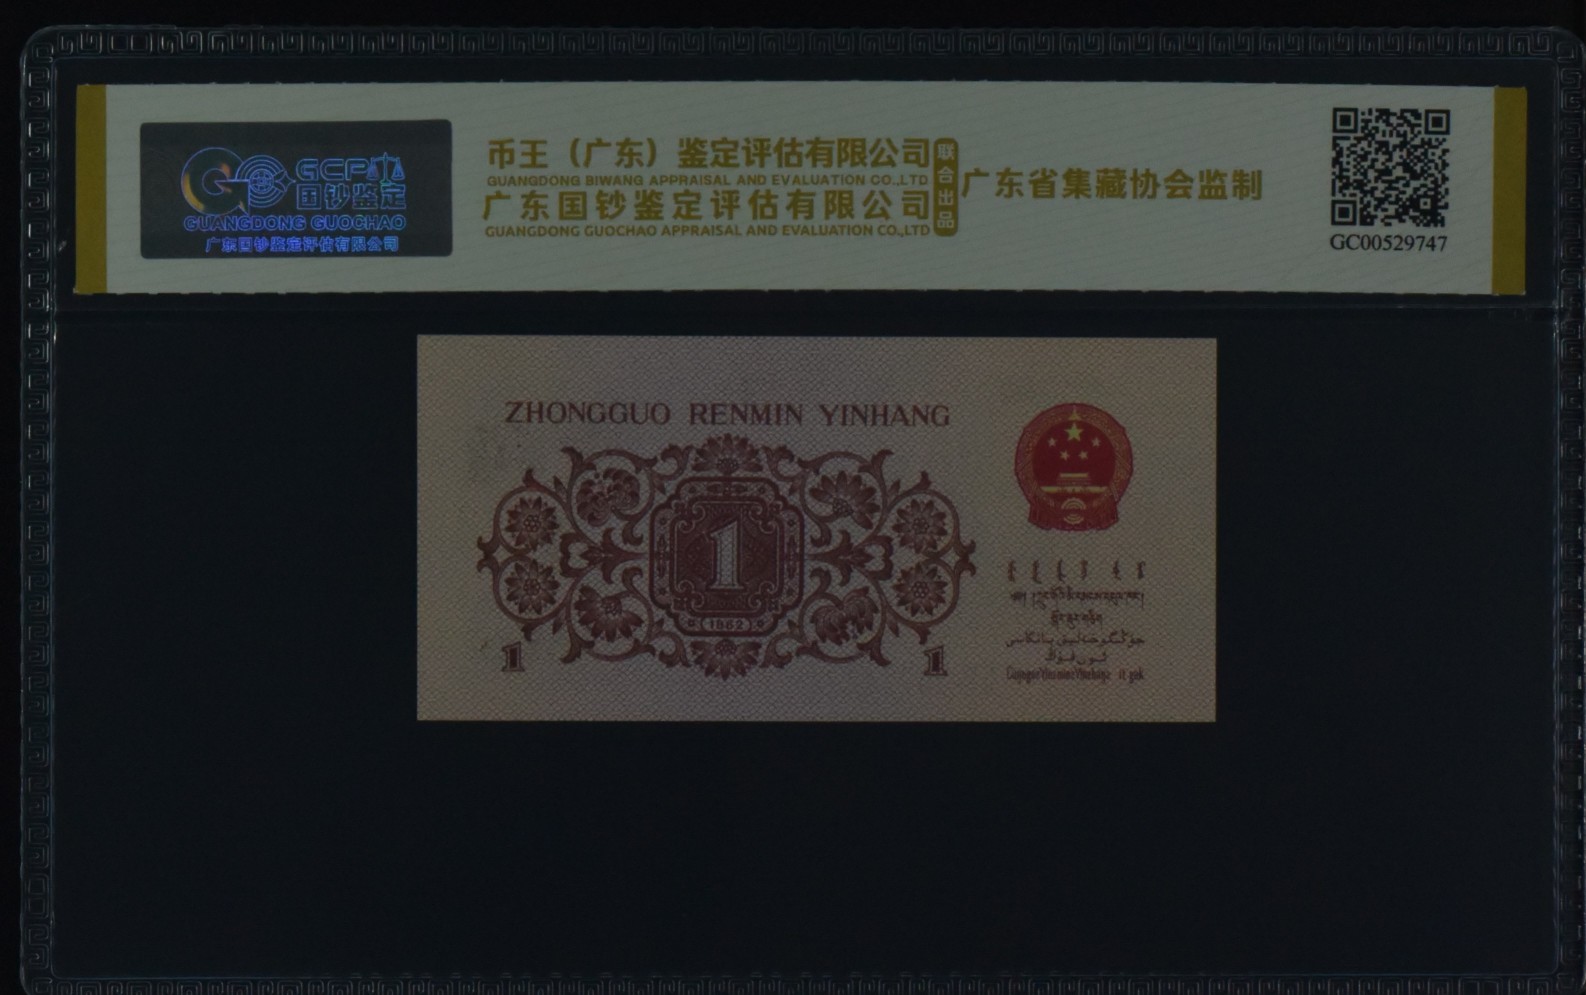 GCP
国钞鉴定
GUANGDONG GUOCHAO
广东国钞鉴定评估有限公司
币王（广东）鉴定评估有限公司
GUANGDONG BIWANG APPRAISAL AND EVALUATION CO.,LTD
广东国钞鉴定评估有限公司
GUANGDONG GUOCHAO APPRAISAL AND EVALUATION CO.,LTD
联合出品
广东省集藏协会监制
GC00529747
ZHONGGUO RENMIN YINHANG
1
1962
1
1